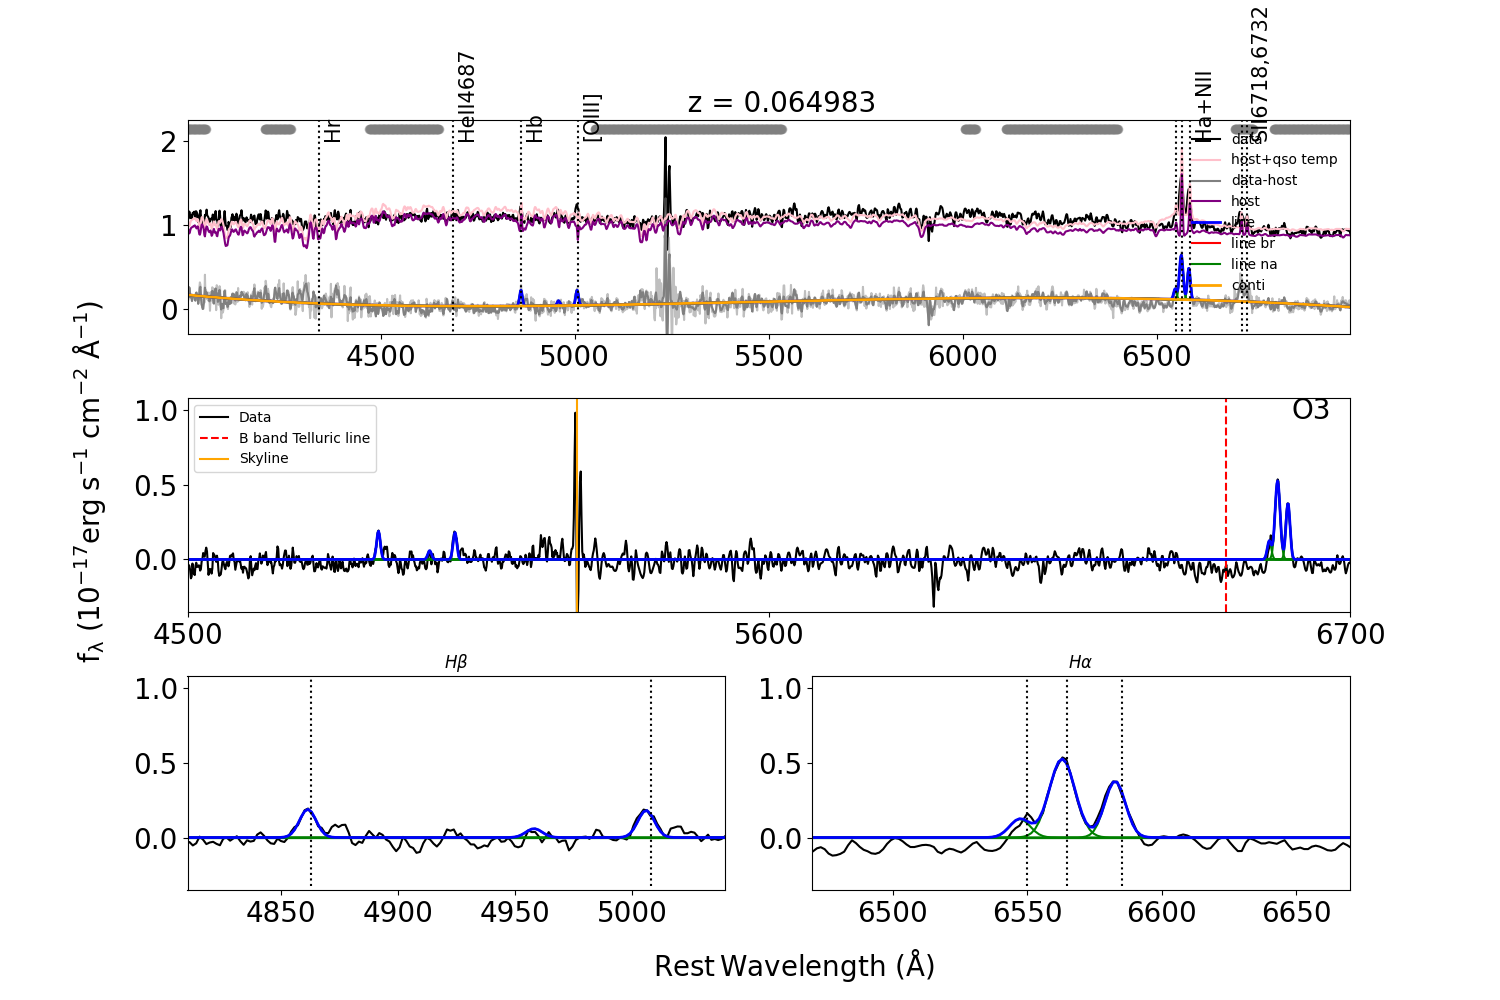 z = 0.064983
Hr
HeII4687
Hb
[OIII]
Ha+NII
SII6718,6732
data
host+qso temp
data-host
host
line
line br
line na
conti
2
1
0
4500 5000 5500 6000 6500
fλ (10−17erg s−1 cm−2 Å−1)
O3
Data
B band Telluric line
Skyline
1.0
0.5
0.0
4500 5600 6700
Hβ
1.0
0.5
0.0
4850 4900 4950 5000
Hα
1.0
0.5
0.0
6500 6550 6600 6650
Rest Wavelength (Å)